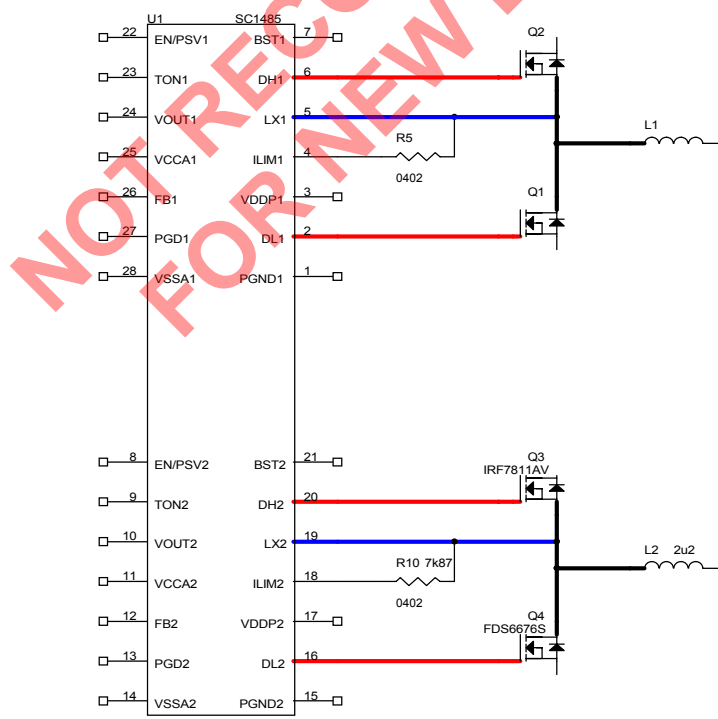 NOT RECO
FOR NEW
U1 SC1485
22 EN/PSV1 BST1 7
23 TON1 DH1 6
24 VOUT1 LX1 5
25 VCCA1 ILIM1 4
26 FB1 VDDP1 3
27 PGD1 DL1 2
28 VSSA1 PGND1 1
Q2
R5
0402
L1
Q1
8 EN/PSV2 BST2 21
9 TON2 DH2 20
10 VOUT2 LX2 19
11 VCCA2 ILIM2 18
12 FB2 VDDP2 17
13 PGD2 DL2 16
14 VSSA2 PGND2 15
Q3
IRF7811AV
R10 7k87
0402
L2 2u2
Q4
FDS6676S